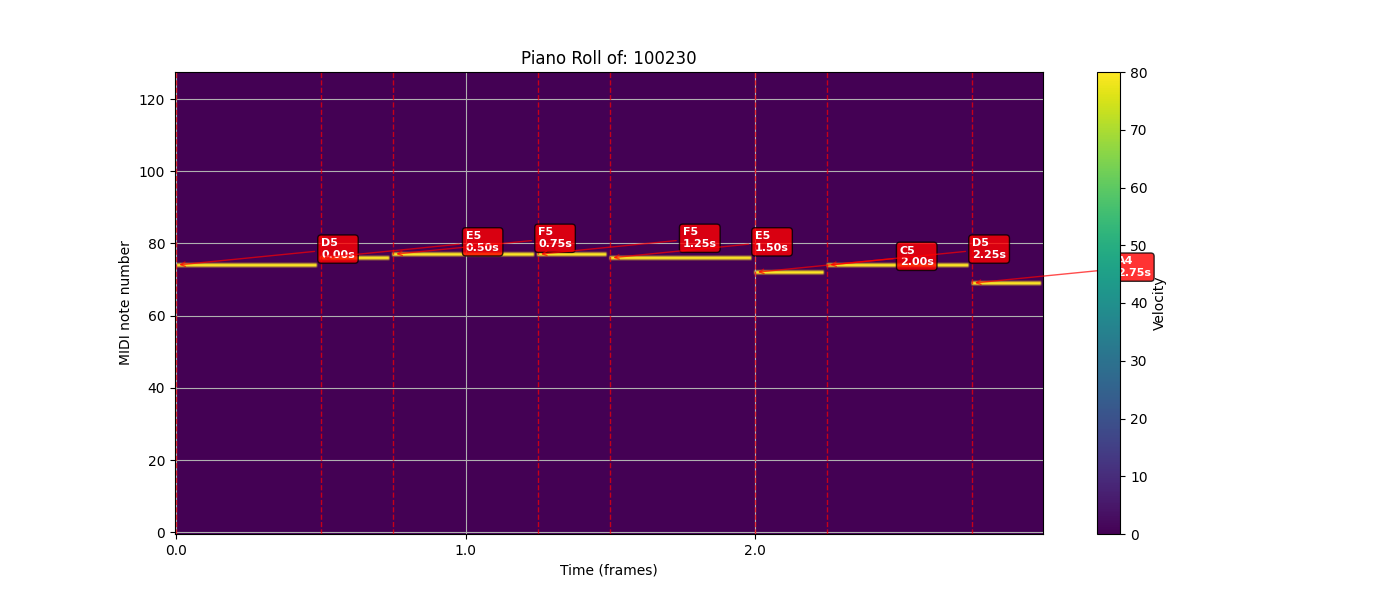 Piano Roll of: 100230
MIDI note number
120
100
80
60
40
20
0
D5
0.00s
E5
0.50s
F5
0.75s
F5
1.25s
E5
1.50s
C5
2.00s
D5
2.25s
A4
2.75s
0.0
1.0
2.0
Time (frames)
80
70
60
50
40
30
20
10
0
Velocity